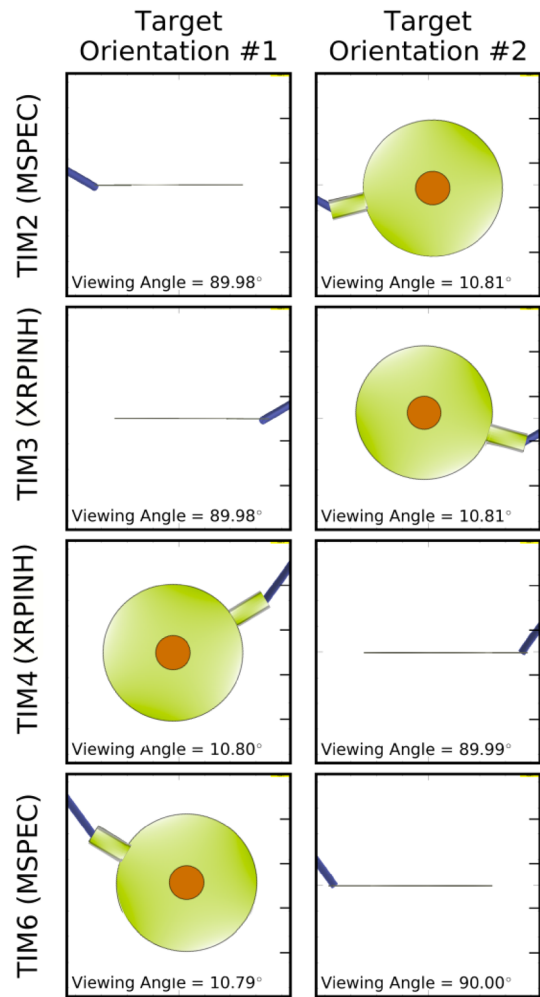 Target
Orientation #1
Target
Orientation #2
TIM2 (MSPEC)
Viewing Angle = 89.98°
Viewing Angle = 10.81°
TIM3 (XRPINH)
Viewing Angle = 89.98°
Viewing Angle = 10.81°
TIM4 (XRPINH)
Viewing Angle = 10.80°
Viewing Angle = 89.99°
TIM6 (MSPEC)
Viewing Angle = 10.79°
Viewing Angle = 90.00°